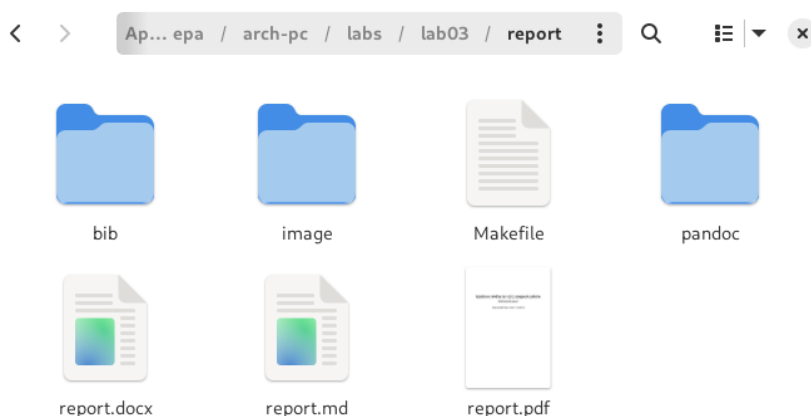 Ap... epa / arch-pc / labs / lab03 / report
bib
image
Makefile
pandoc
report.docx
report.md
report.pdf